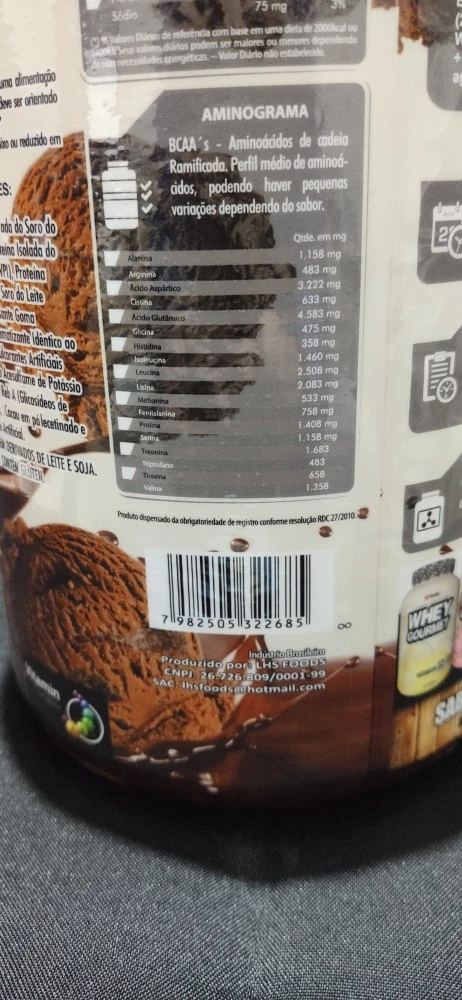 Sódio 75 mg 3%
(*) % Valores Diários de referência com base em uma dieta de 2000kcal ou
Seus valores diários podem ser maiores ou menores dependendo
de suas necessidades energéticas. — Valor Diário não estabelecido.
uma alimentação
deve ser orientado
ou reduzido em
ES:
do Soro do
Isolada do
Proteína
Soro do Leite
Goma
Idêntico ao
Artificiais
Acessulfame de Potássio
(Glicosídeos de
Cacau em pó lecetinado e
Artificial.
DERIVADOS DE LEITE E SOJA.
CONTÉM GLÚTEN
AMINOGRAMA
BCAA´s - Aminoácidos de cadeia
Ramificada. Perfil médio de aminoá-
cidos, podendo haver pequenas
variações dependendo do sabor.
Qtde. em mg
Alanina 1.158 mg
Arginina 483 mg
Ácido Aspártico 3.222 mg
Cistina 633 mg
Ácido Glutâmico 4.583 mg
Glicina 475 mg
Histidina 358 mg
Isolrucina 1.460 mg
Leucina 2.508 mg
Lisina 2.083 mg
Metionina 533 mg
Fenilalanina 758 mg
Prolina 1.408 mg
Serina 1.158 mg
Treonina 1.683
Triptofano 483
Tirosina 658
Valina 1.358
Produto dispensado da obrigatoriedade de registro conforme resolução RDC 27/2010.
7 982505 322685
Indústria Brasileira
Produzido por: LHS FOODS
CNPJ: 26.726.809/0001-99
SAC: lhsfoods@hotmail.com
WHEY
GOURMET